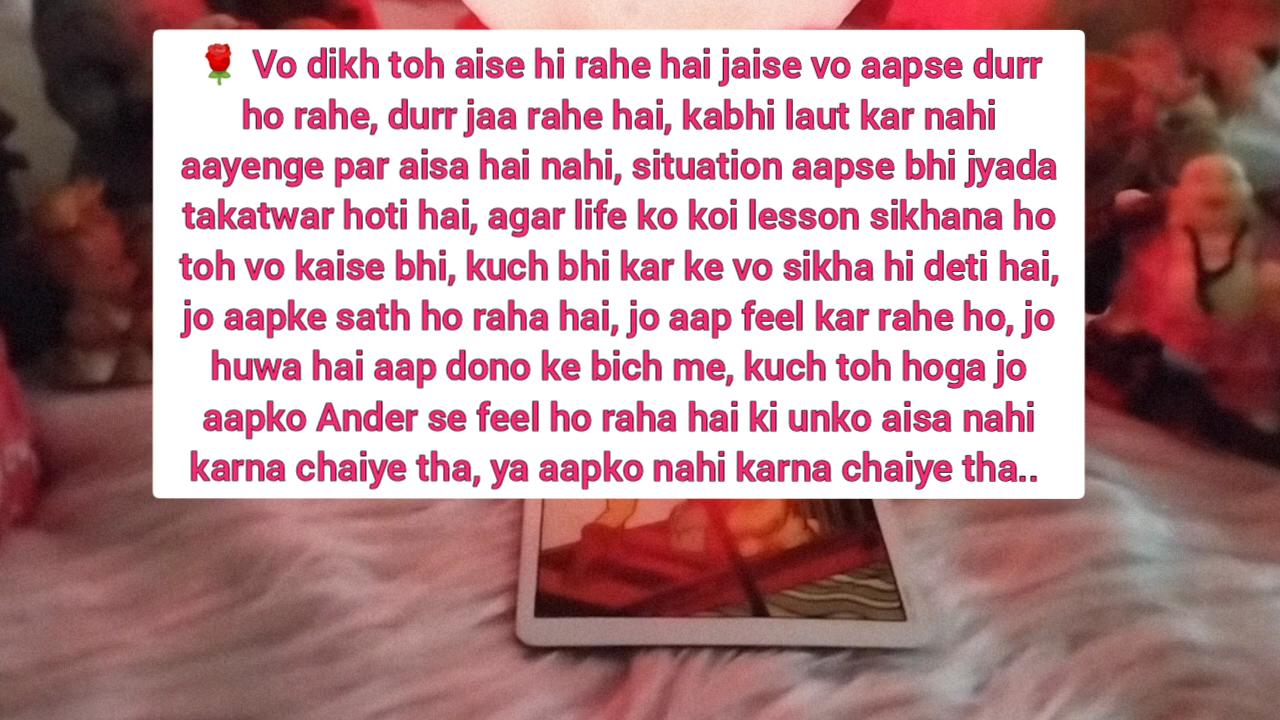 🌹 Vo dikh toh aise hi rahe hai jaise vo aapse durr
ho rahe, durr jaa rahe hai, kabhi laut kar nahi
aayenge par aisa hai nahi, situation aapse bhi jyada
takatwar hoti hai, agar life ko koi lesson sikhana ho
toh vo kaise bhi, kuch bhi kar ke vo sikha hi deti hai,
jo aapke sath ho raha hai, jo aap feel kar rahe ho, jo
huwa hai aap dono ke bich me, kuch toh hoga jo
aapko Ander se feel ho raha hai ki unko aisa nahi
karna chaiye tha, ya aapko nahi karna chaiye tha..